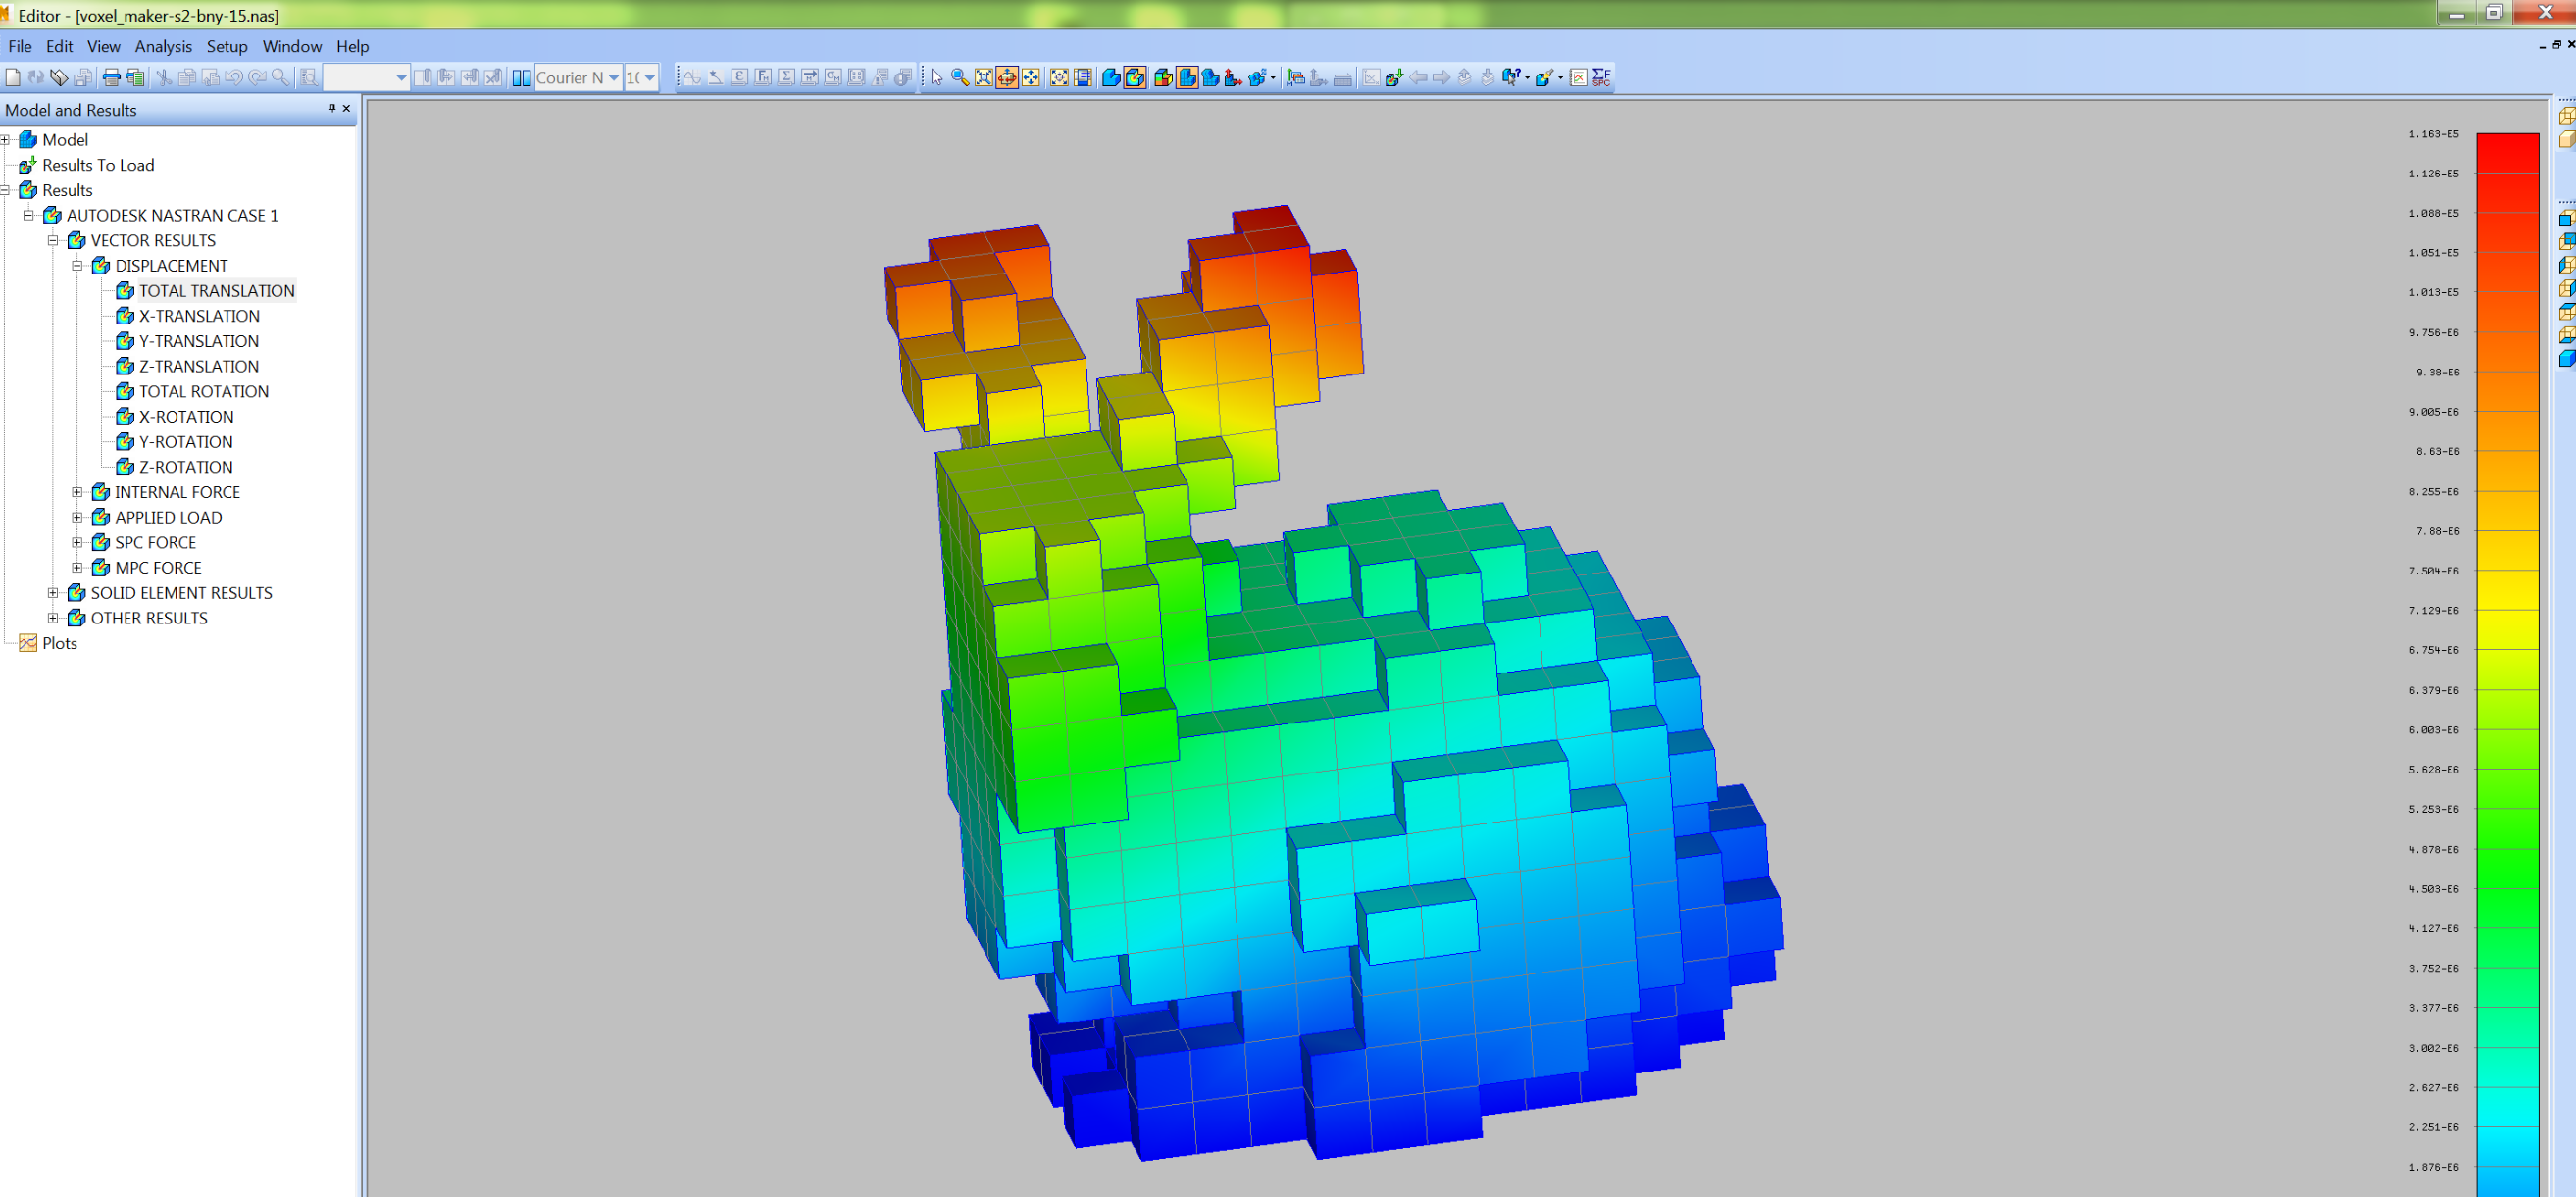 Editor - [voxel_maker-s2-bny-15.nas]
File Edit View Analysis Setup Window Help
Courier N
Model and Results
Model
Results To Load
Results
AUTODESK NASTRAN CASE 1
VECTOR RESULTS
DISPLACEMENT
TOTAL TRANSLATION
X-TRANSLATION
Y-TRANSLATION
Z-TRANSLATION
TOTAL ROTATION
X-ROTATION
Y-ROTATION
Z-ROTATION
INTERNAL FORCE
APPLIED LOAD
SPC FORCE
MPC FORCE
SOLID ELEMENT RESULTS
OTHER RESULTS
Plots
1.163-E5
1.126-E5
1.088-E5
1.051-E5
1.013-E5
9.756-E6
9.38-E6
9.005-E6
8.63-E6
8.255-E6
7.88-E6
7.504-E6
7.129-E6
6.754-E6
6.379-E6
6.003-E6
5.628-E6
5.253-E6
4.878-E6
4.503-E6
4.127-E6
3.752-E6
3.377-E6
3.002-E6
2.627-E6
2.251-E6
1.876-E6